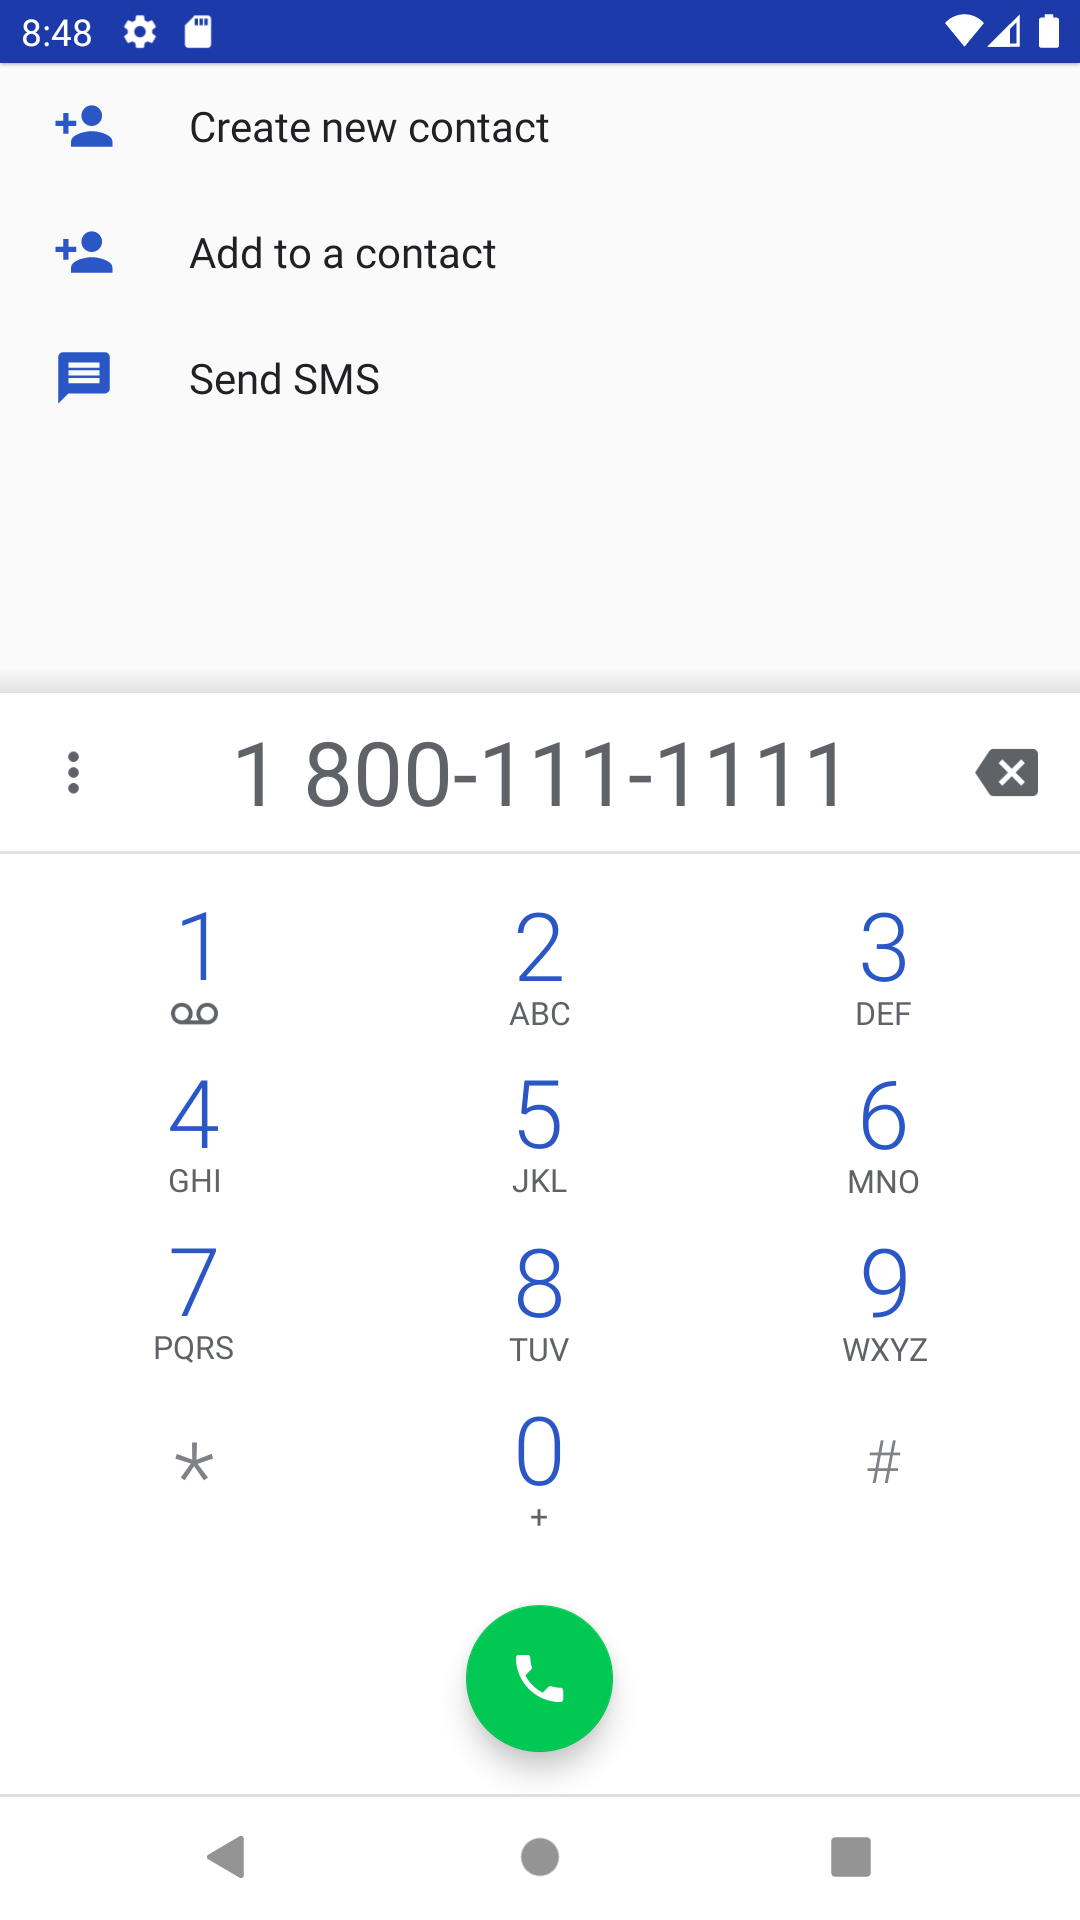 8:48
Create new contact
Add to a contact
Send SMS
1 800-111-1111
1 2 3
ABC DEF
4 5 6
GHI JKL MNO
7 8 9
PQRS TUV WXYZ
* 0 #
+